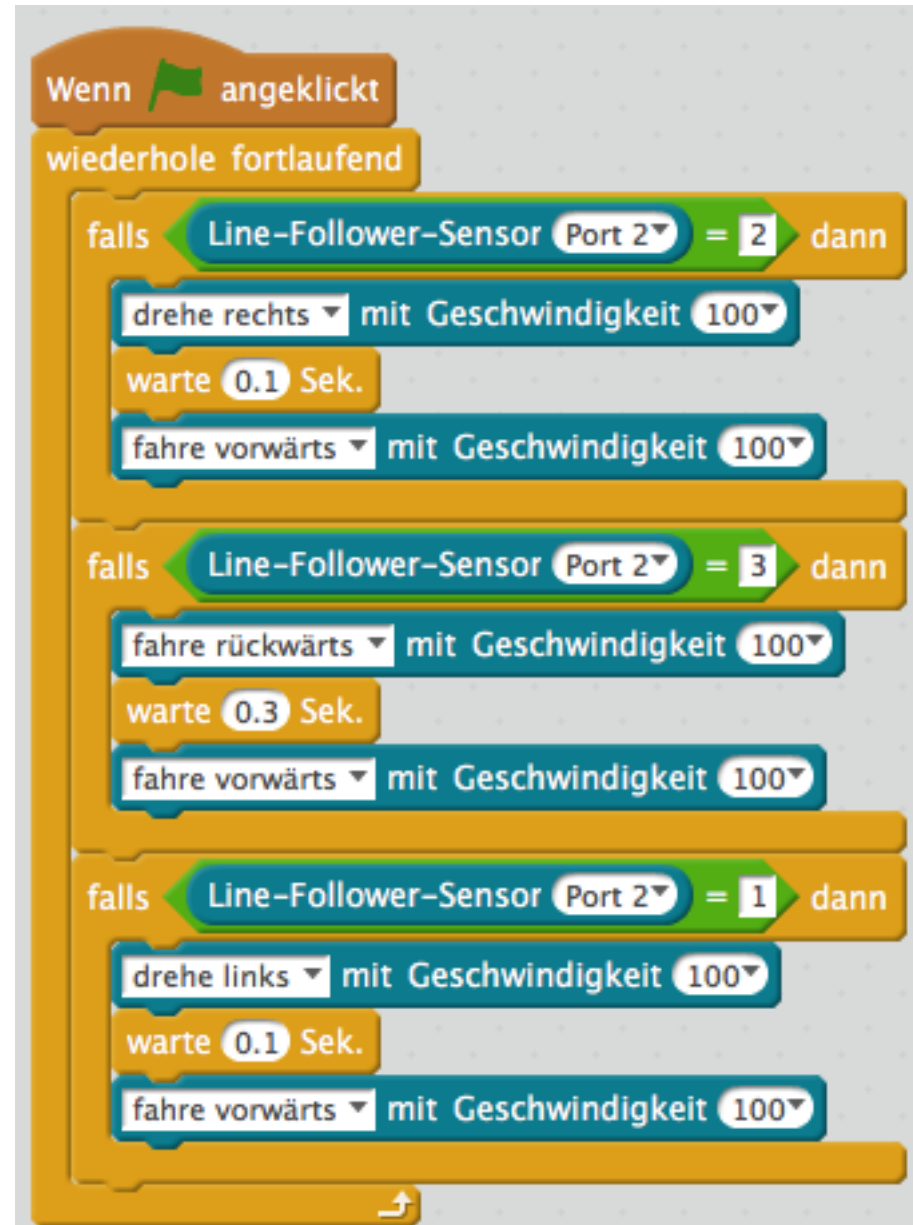 Wenn angeklickt
wiederhole fortlaufend
falls Line-Follower-Sensor Port 2 = 2 dann
drehe rechts mit Geschwindigkeit 100
warte 0.1 Sek.
fahre vorwärts mit Geschwindigkeit 100
falls Line-Follower-Sensor Port 2 = 3 dann
fahre rückwärts mit Geschwindigkeit 100
warte 0.3 Sek.
fahre vorwärts mit Geschwindigkeit 100
falls Line-Follower-Sensor Port 2 = 1 dann
drehe links mit Geschwindigkeit 100
warte 0.1 Sek.
fahre vorwärts mit Geschwindigkeit 100